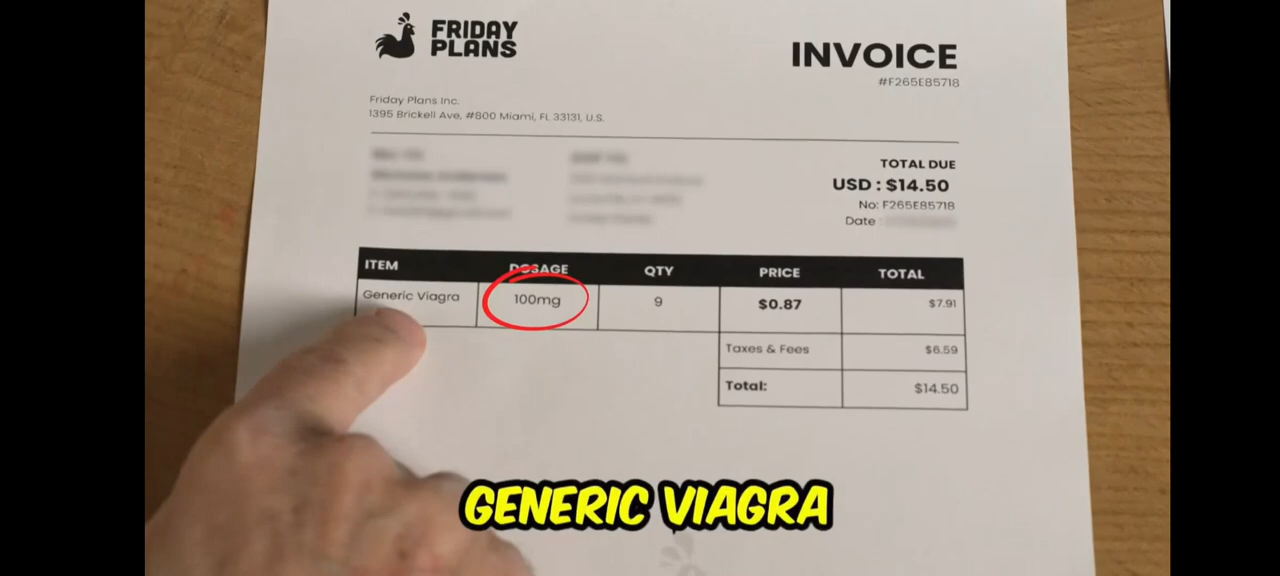 FRIDAY
PLANS
INVOICE
#F265E85718
Friday Plans Inc.
1395 Brickell Ave, #800 Miami, FL 33131, U.S.
TOTAL DUE
USD : $14.50
No: F265E85718
Date
ITEM DOSAGE QTY PRICE TOTAL
Generic Viagra 100mg 9 $0.87 $7.91
Taxes & Fees $6.59
Total: $14.50
GENERIC VIAGRA